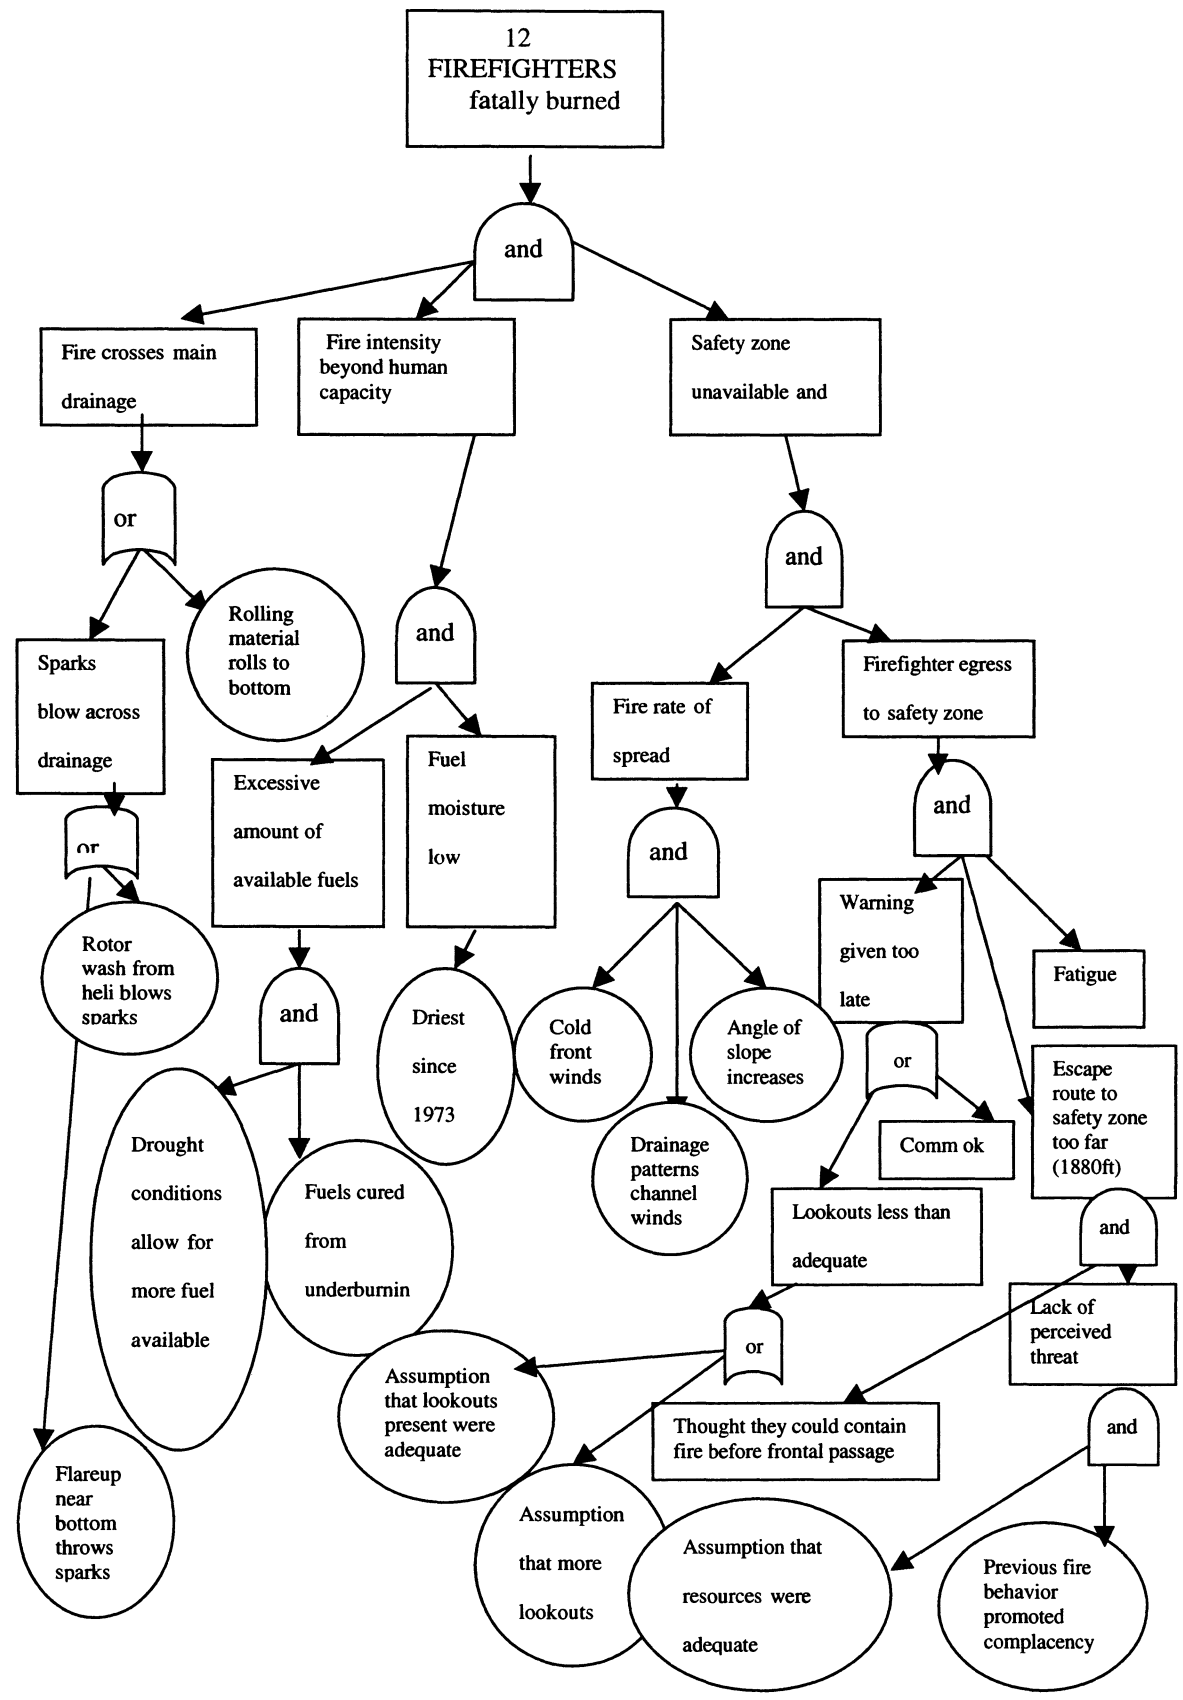 12
FIREFIGHTERS
fatally burned
and
Fire crosses main
drainage
Fire intensity
beyond human
capacity
Safety zone
unavailable and
or
and
and
Sparks
blow across
drainage
Rolling
material
rolls to
bottom
Fire rate of
spread
Firefighter egress
to safety zone
Excessive
amount of
available fuels
Fuel
moisture
low
or
and
and
Rotor
wash from
heli blows
sparks
and
Driest
since
1973
Cold
front
winds
Angle of
slope
increases
Warning
given too
late
Fatigue
or
Escape
route to
safety zone
too far
(1880ft)
Drought
conditions
allow for
more fuel
available
Fuels cured
from
underburnin
Drainage
patterns
channel
winds
Comm ok
Lookouts less than
adequate
and
or
Lack of
perceived
threat
Assumption
that lookouts
present were
adequate
Thought they could contain
fire before frontal passage
and
Flareup
near
bottom
throws
sparks
Assumption
that more
lookouts
Assumption that
resources were
adequate
Previous fire
behavior
promoted
complacency